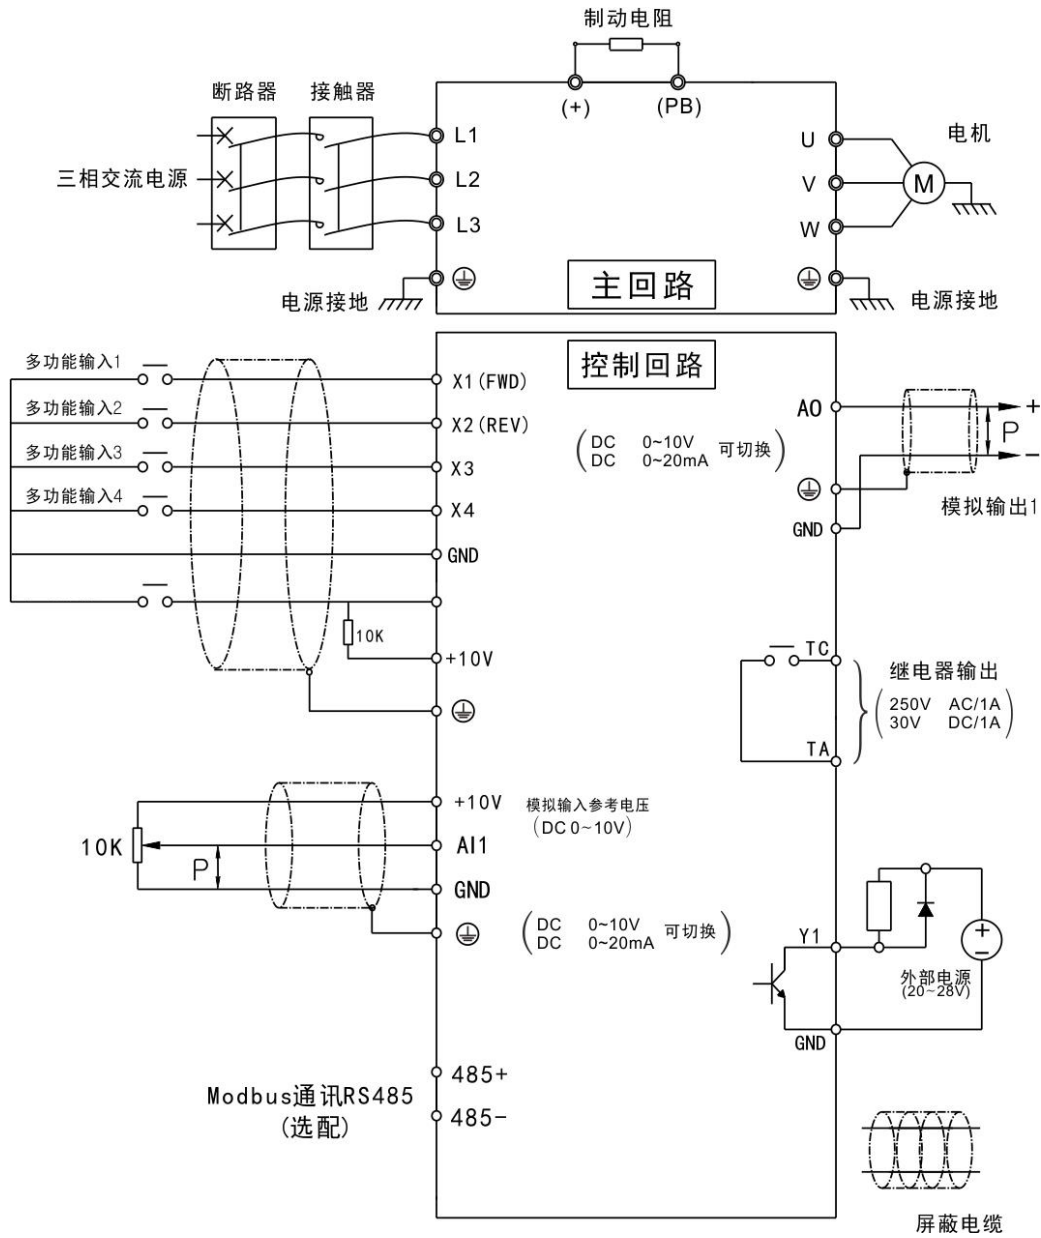 制动电阻
断路器 接触器
(+) (PB)
L1
L2
L3
三相交流电源
U
V
W
电机
M
电源接地
主回路
电源接地
控制回路
多功能输入1
X1(FWD)
多功能输入2
X2(REV)
多功能输入3
X3
多功能输入4
X4
GND
10K
+10V
AO
(DC 0~10V
DC 0~20mA 可切换)
GND
+
P
-
模拟输出1
TC
TA
继电器输出
(250V AC/1A
30V DC/1A)
+10V 模拟输入参考电压
(DC 0~10V)
10K
AI1
P
GND
(DC 0~10V
DC 0~20mA 可切换)
Y1
GND
+
-
外部电源
(20~28V)
485+
Modbus通讯RS485
(选配)
485-
屏蔽电缆